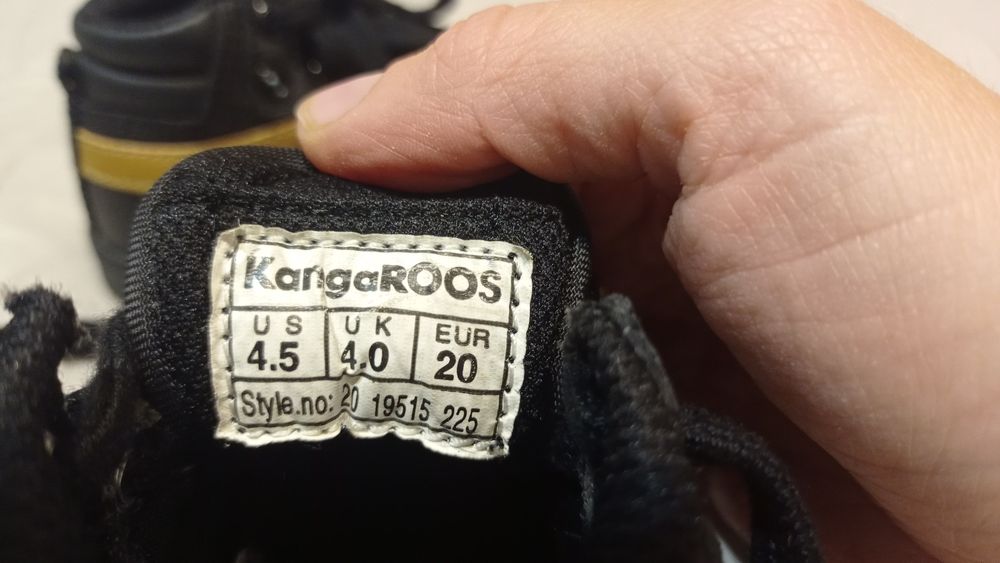 KangaROOS
US UK EUR
4.5 4.0 20
Style.no: 20 19515 225